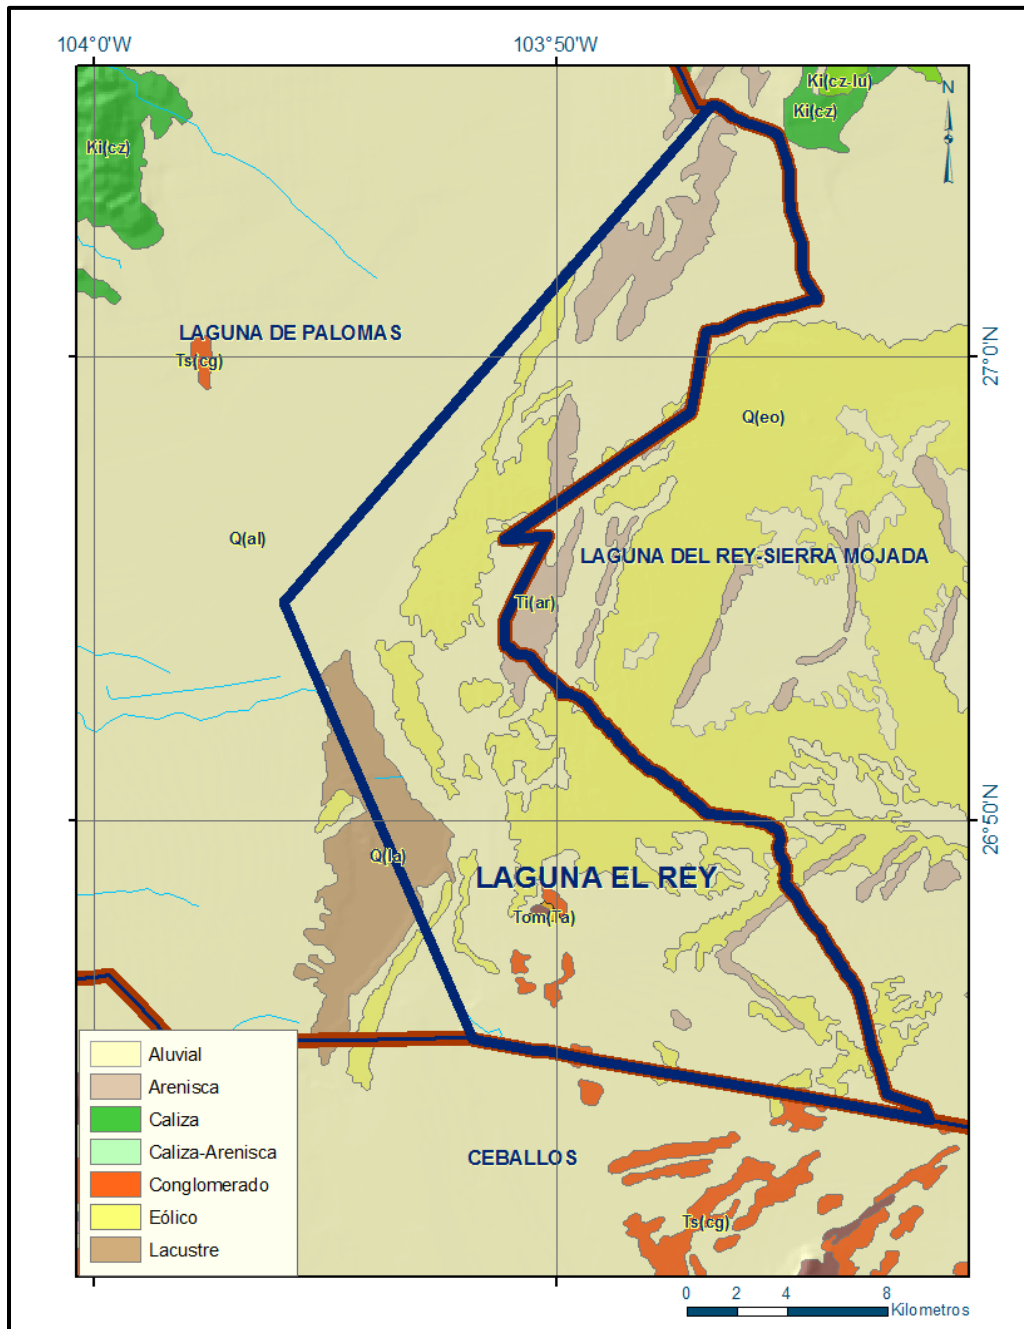 104°0'W
103°50'W
Ki(cz-lu)
Ki(cz)
N
Ki(cz)
LAGUNA DE PALOMAS
Ts(cg)
27°0'N
Q(eo)
Q(al)
LAGUNA DEL REY-SIERRA MOJADA
Ti(ar)
26°50'N
Q(la)
LAGUNA EL REY
Tom(Ta)
Aluvial
Arenisca
Caliza
Caliza-Arenisca
Conglomerado
Eólico
Lacustre
CEBALLOS
Ts(cg)
0 2 4 8
Kilometros